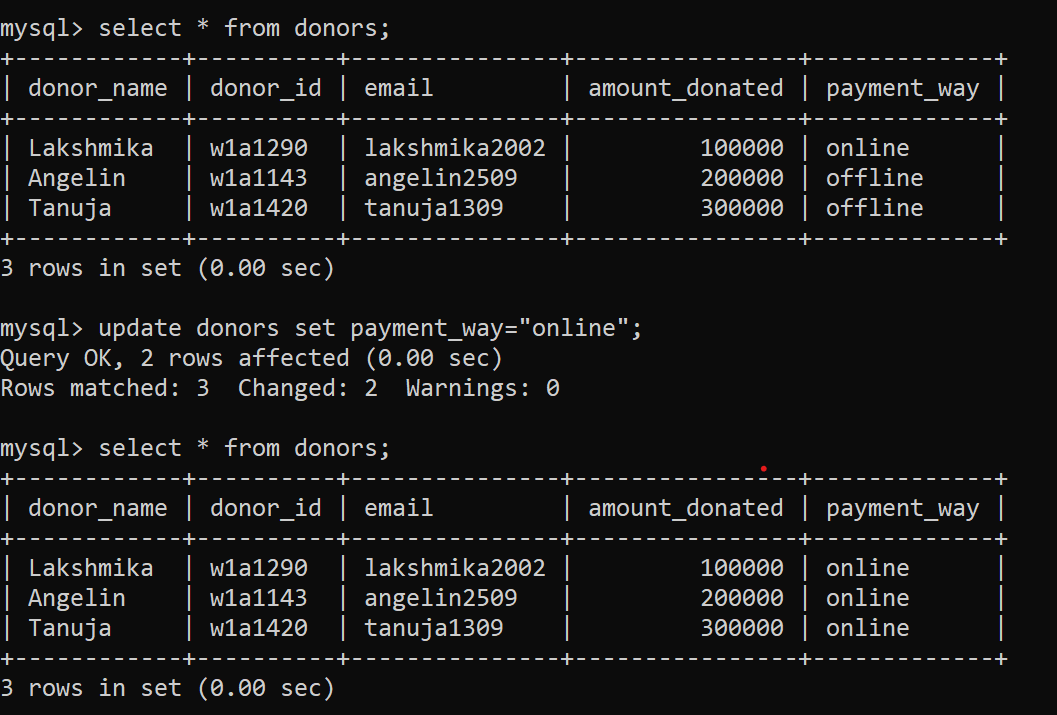 mysql> select * from donors;
+------------+----------+---------------+----------------+-------------+
| donor_name | donor_id | email         | amount_donated | payment_way |
+------------+----------+---------------+----------------+-------------+
| Lakshmika  | w1a1290  | lakshmika2002 |         100000 | online      |
| Angelin    | w1a1143  | angelin2509   |         200000 | offline     |
| Tanuja     | w1a1420  | tanuja1309    |         300000 | offline     |
+------------+----------+---------------+----------------+-------------+
3 rows in set (0.00 sec)

mysql> update donors set payment_way="online";
Query OK, 2 rows affected (0.00 sec)
Rows matched: 3  Changed: 2  Warnings: 0

mysql> select * from donors;
+------------+----------+---------------+----------------+-------------+
| donor_name | donor_id | email         | amount_donated | payment_way |
+------------+----------+---------------+----------------+-------------+
| Lakshmika  | w1a1290  | lakshmika2002 |         100000 | online      |
| Angelin    | w1a1143  | angelin2509   |         200000 | online      |
| Tanuja     | w1a1420  | tanuja1309    |         300000 | online      |
+------------+----------+---------------+----------------+-------------+
3 rows in set (0.00 sec)